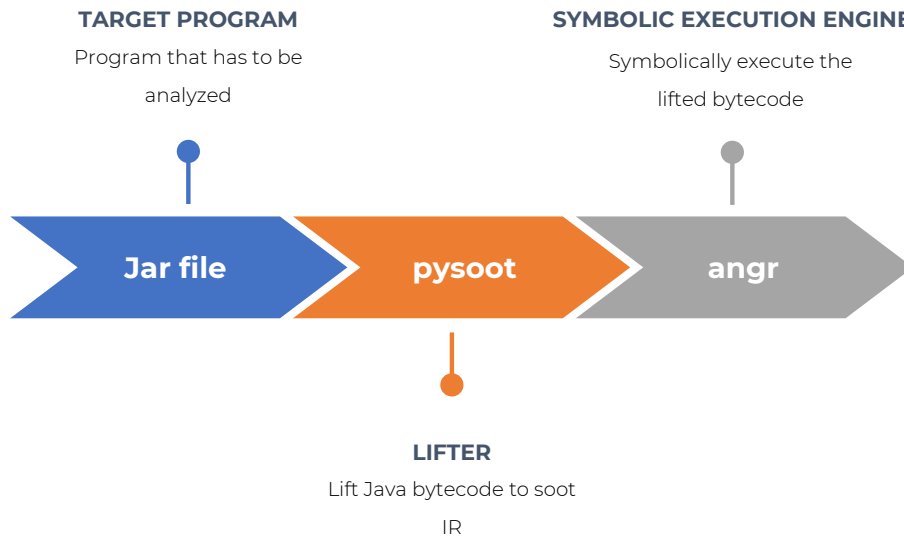 TARGET PROGRAM
Program that has to be
analyzed
SYMBOLIC EXECUTION ENGINE
Symbolically execute the
lifted bytecode
Jar file
pysoot
angr
LIFTER
Lift Java bytecode to soot
IR